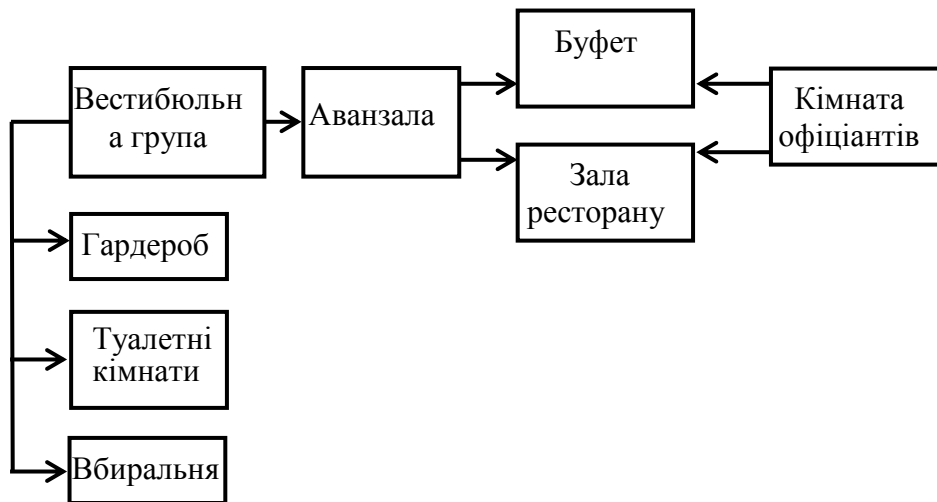 Буфет
Вестибюльн
а група
Аванзала
Кімната
офіціантів
Зала
ресторану
Гардероб
Туалетні
кімнати
Вбиральня